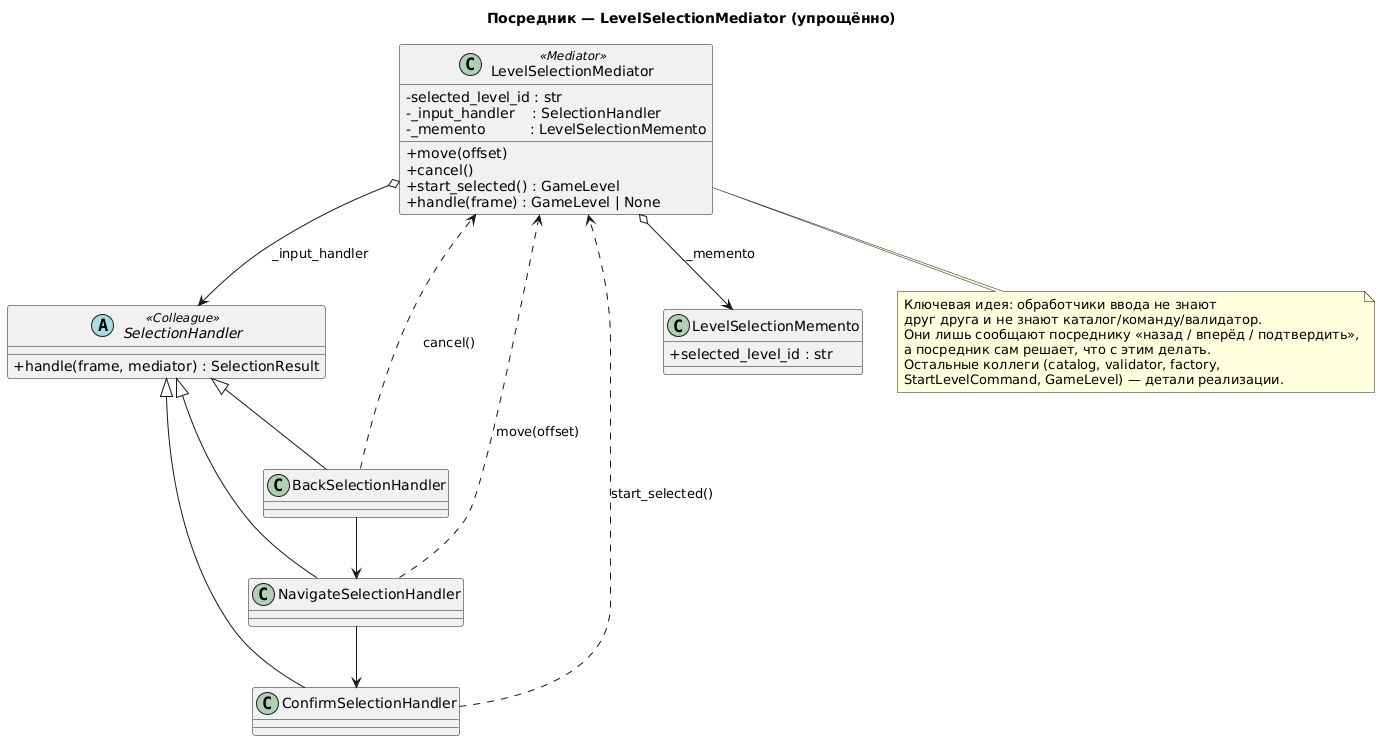 Посредник — LevelSelectionMediator (упрощённо)
«Mediator»
C LevelSelectionMediator
-selected_level_id : str
-_input_handler : SelectionHandler
-_memento : LevelSelectionMemento
+move(offset)
+cancel()
+start_selected() : GameLevel
+handle(frame) : GameLevel | None
_input_handler
_memento
«Colleague»
A SelectionHandler
+handle(frame, mediator) : SelectionResult
cancel()
C LevelSelectionMemento
+selected_level_id : str
Ключевая идея: обработчики ввода не знают
друг друга и не знают каталог/команду/валидатор.
Они лишь сообщают посреднику «назад / вперёд / подтвердить»,
а посредник сам решает, что с этим делать.
Остальные коллеги (catalog, validator, factory,
StartLevelCommand, GameLevel) — детали реализации.
move(offset)
C BackSelectionHandler
start_selected()
C NavigateSelectionHandler
C ConfirmSelectionHandler